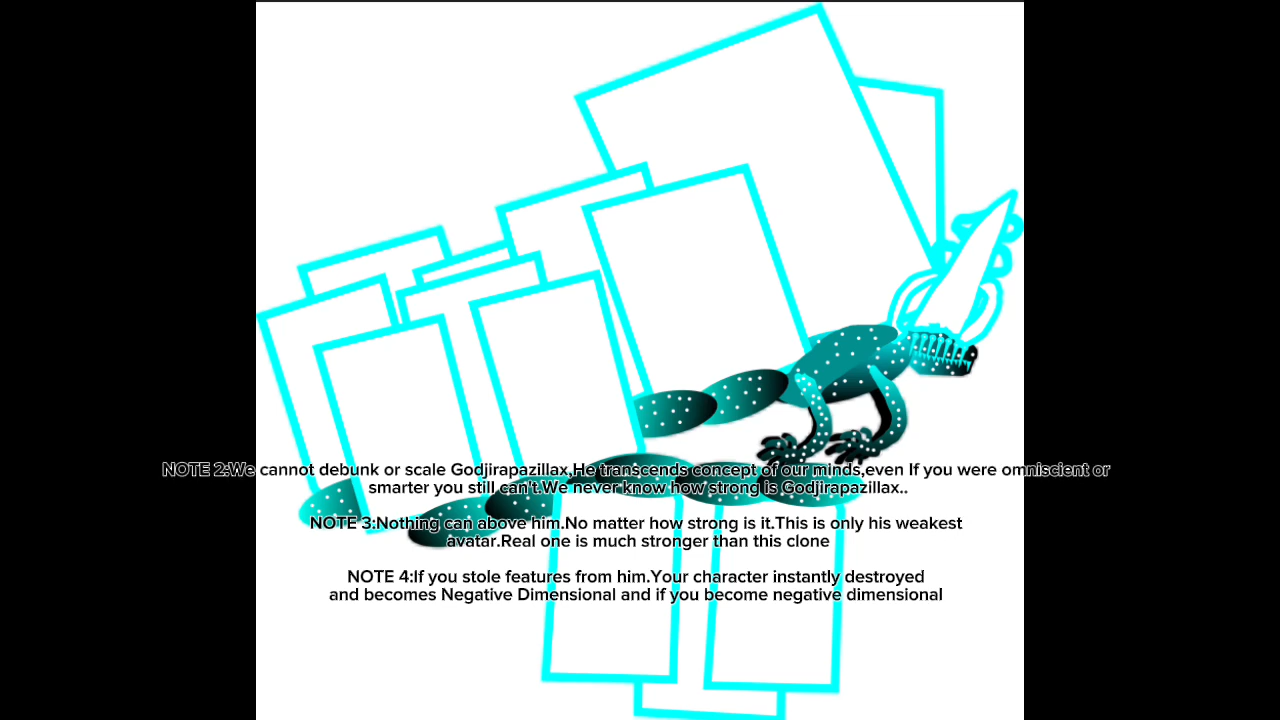 NOTE 2:We cannot debunk or scale Godjirapazillax,He transcends concept of our minds,even If you were omniscient or
smarter you still can't.We never know how strong is Godjirapazillax..
NOTE 3:Nothing can above him.No matter how strong is it.This is only his weakest
avatar.Real one is much stronger than this clone
NOTE 4:If you stole features from him.Your character instantly destroyed
and becomes Negative Dimensional and if you become negative dimensional